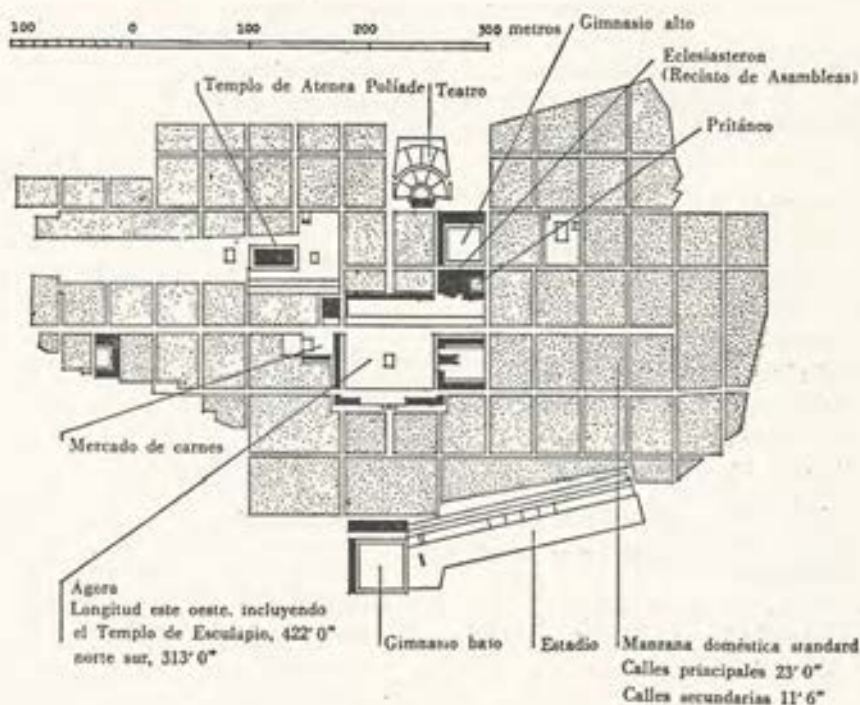 100 0 100 200 300 metros
Gimnasio alto
Eclesiasteron
(Recisto de Asambleas)
Templo de Atenea Políade
Teatro
Pritáneo
Mercado de carnes
Agora
Longitud este oeste, incluyendo
el Templo de Esculapio, 422'0"
norte sur, 313'0"
Gimnasio bajo
Estadio
Manzana doméstica standard
Calles principales 23'0"
Calles secundarias 11'6"